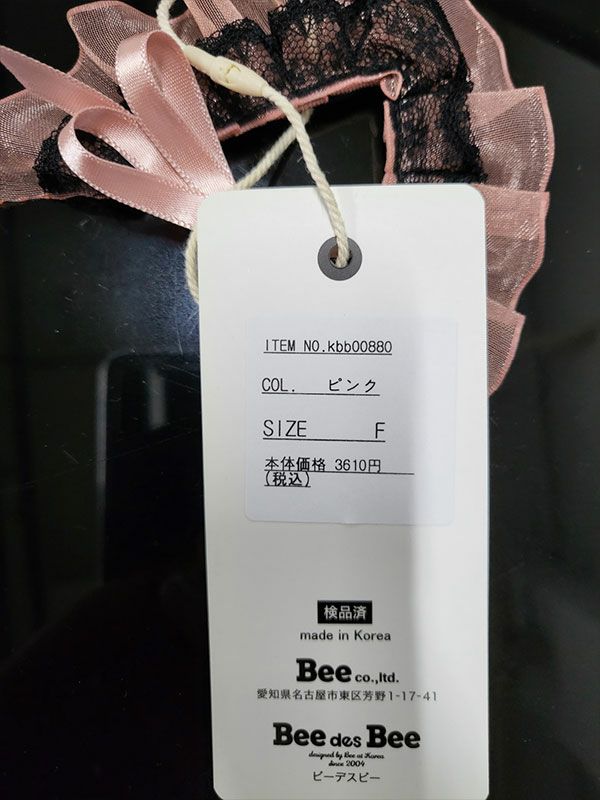 ITEM NO.kbb00880
COL. ピンク
SIZE F
本体価格 3610円
(税込)
検品済
made in Korea
Bee co.,ltd.
愛知県名古屋市東区芳野1-17-41
Bee des Bee
designed by Bee at Korea
since 2004
ビーデスビー